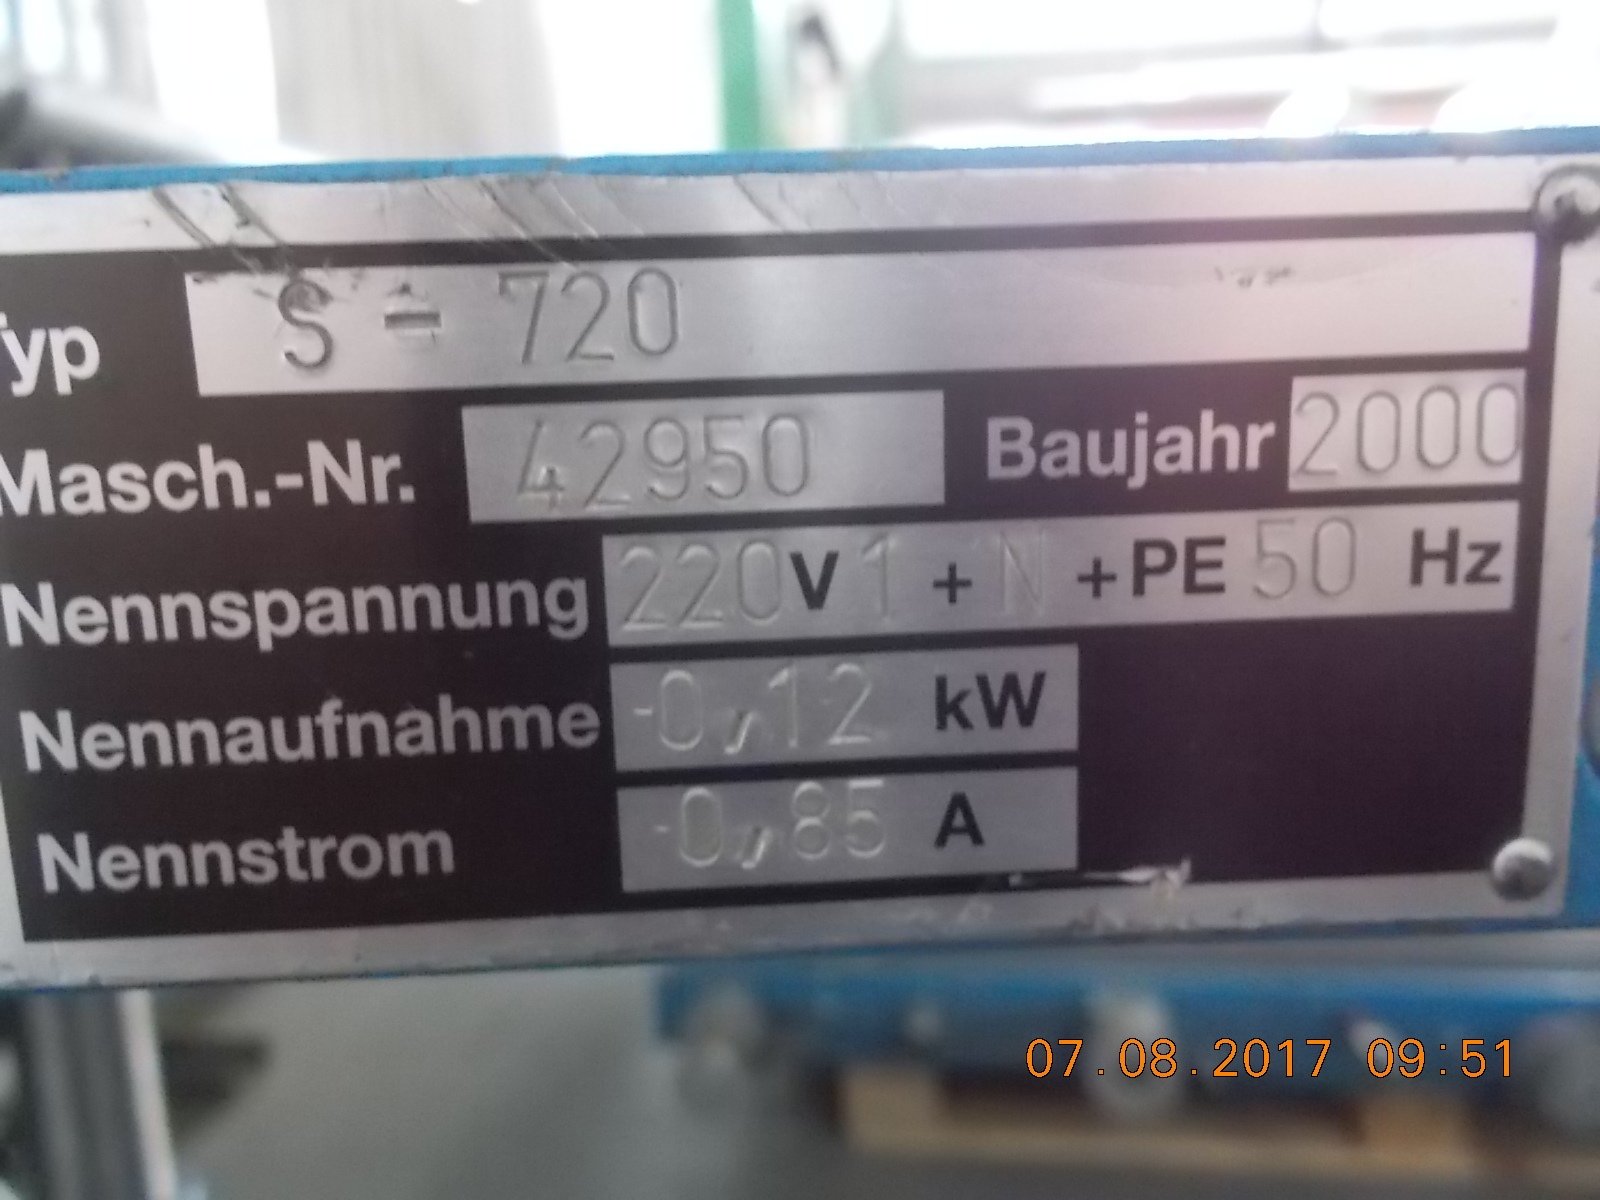 Typ S - 720
Masch.-Nr. 42950 Baujahr 2000
Nennspannung 220 V 1 + N + PE 50 Hz
Nennaufnahme -0,12 kW
Nennstrom -0,85 A
07.08.2017 09:51